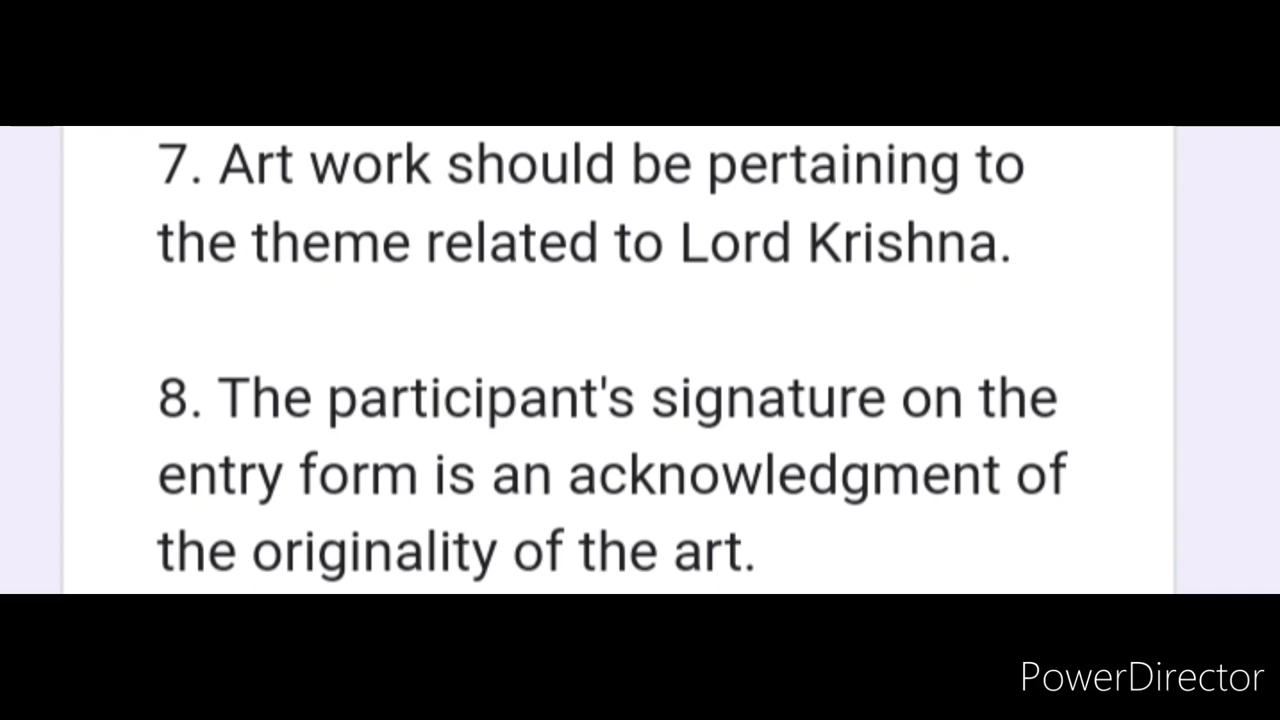 7. Art work should be pertaining to
the theme related to Lord Krishna.
8. The participant's signature on the
entry form is an acknowledgment of
the originality of the art.
PowerDirector